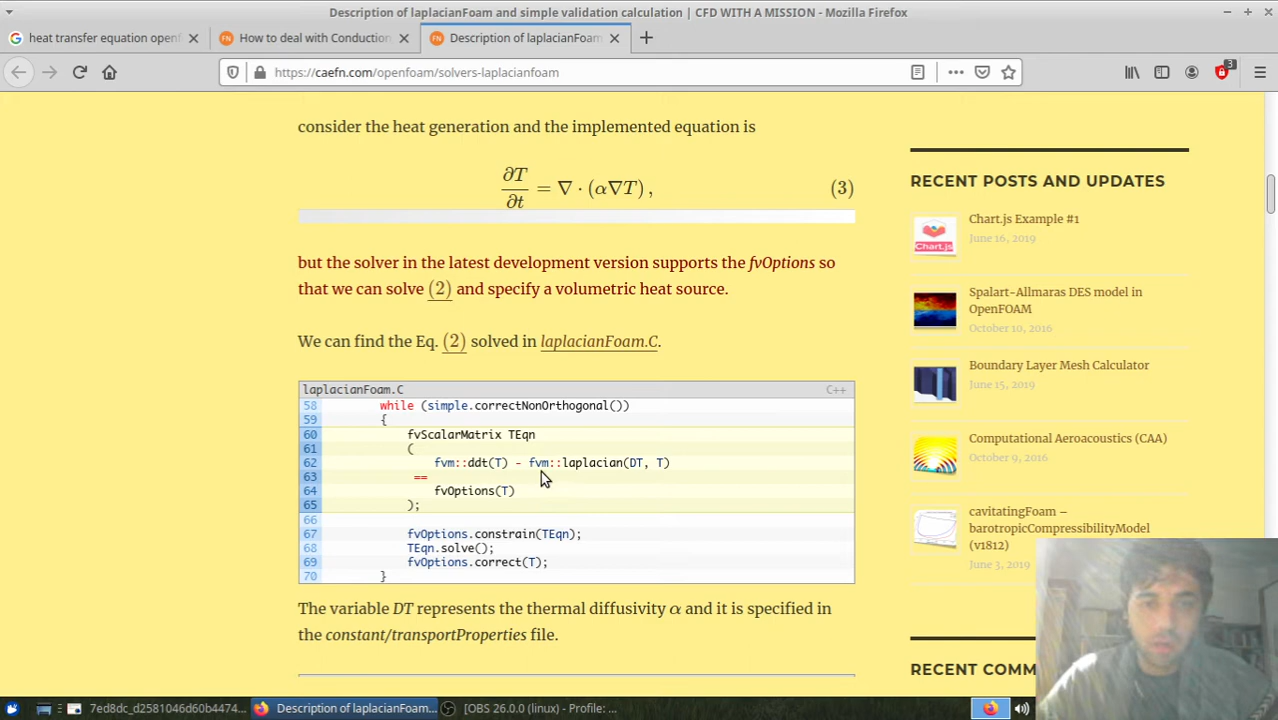 Description of laplacianFoam and simple validation calculation | CFD WITH A MISSION - Mozilla Firefox
heat transfer equation openf
How to deal with Conduction
Description of laplacianFoam
https://caefn.com/openfoam/solvers-laplacianfoam
3
consider the heat generation and the implemented equation is
∂T/∂t = ∇ · (α∇T) , (3)
but the solver in the latest development version supports the fvOptions so
that we can solve (2) and specify a volumetric heat source.
We can find the Eq. (2) solved in laplacianFoam.C.
laplacianFoam.C C++
58 while (simple.correctNonOrthogonal())
59 {
60 fvScalarMatrix TEqn
61 (
62 fvm::ddt(T) - fvm::laplacian(DT, T)
63 ==
64 fvOptions(T)
65 );
66
67 fvOptions.constrain(TEqn);
68 TEqn.solve();
69 fvOptions.correct(T);
70 }
The variable DT represents the thermal diffusivity α and it is specified in
the constant/transportProperties file.
RECENT POSTS AND UPDATES
Chart.js Example #1
Chart.js
June 16, 2019
Spalart-Allmaras DES model in
OpenFOAM
October 10, 2016
Boundary Layer Mesh Calculator
June 15, 2019
Computational Aeroacoustics (CAA)
October 9, 2016
cavitatingFoam –
barotropicCompressibilityModel
(v1812)
June 3, 2019
RECENT COMM
7ed8dc_d2581046d60b4474...
Description of laplacianFoam...
[OBS 26.0.0 (linux) - Profile: ...